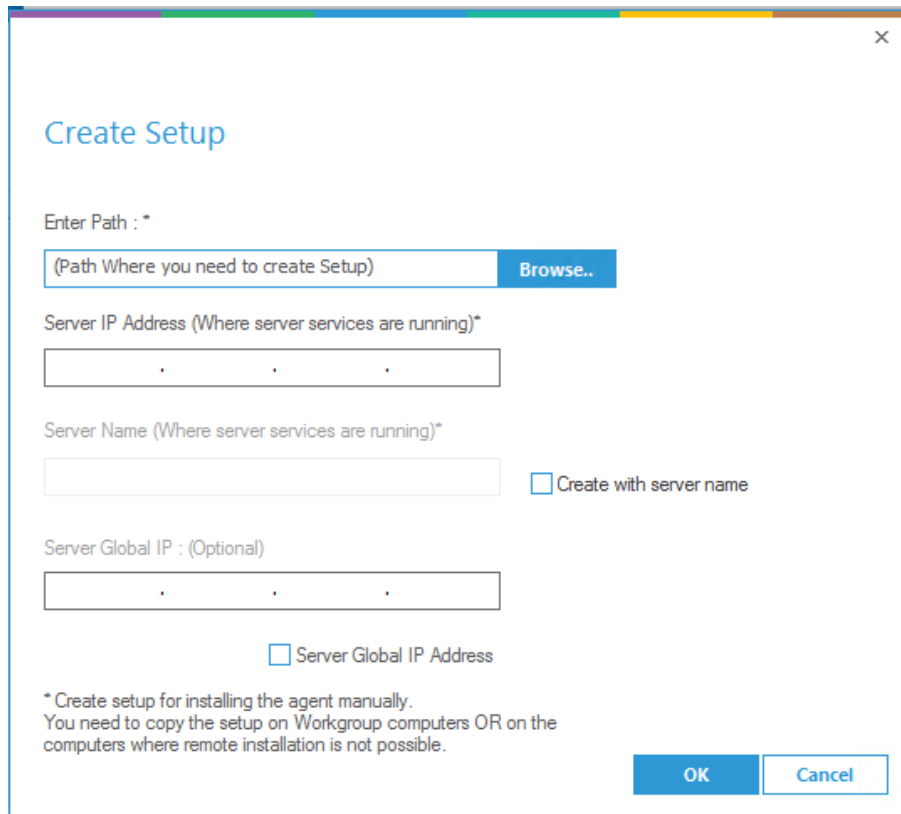 Create Setup
Enter Path : *
(Path Where you need to create Setup)
Browse..
Server IP Address (Where server services are running)*
. . .
Server Name (Where server services are running)*
Create with server name
Server Global IP : (Optional)
. . .
Server Global IP Address
* Create setup for installing the agent manually.
You need to copy the setup on Workgroup computers OR on the
computers where remote installation is not possible.
OK
Cancel